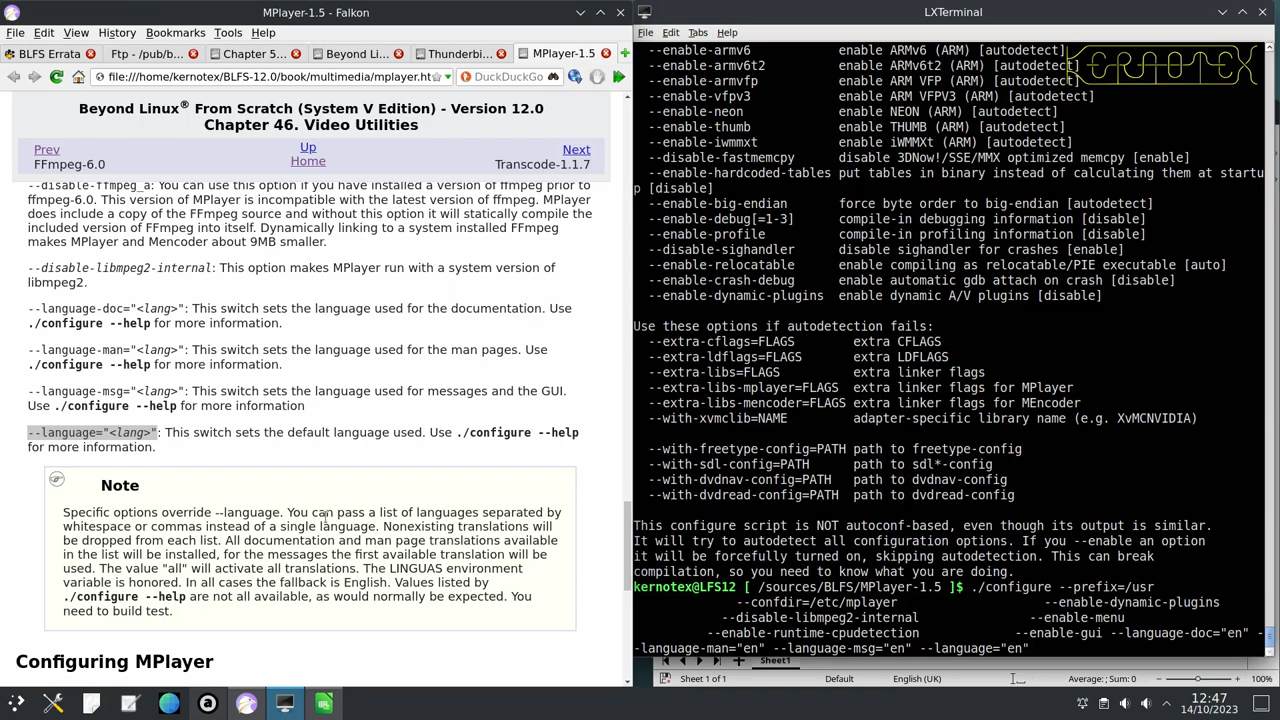 MPlayer-1.5 - Falkon
File Edit View History Bookmarks Tools Help
BLFS Errata
Ftp - /pub/b...
Chapter 5...
Beyond Li...
Thunderbi...
MPlayer-1.5
file:///home/kernotex/BLFS-12.0/book/multimedia/mplayer.ht
DuckDuckGo
Beyond Linux® From Scratch (System V Edition) - Version 12.0
Chapter 46. Video Utilities
Prev Up Next
FFmpeg-6.0 Home Transcode-1.1.7
--disable-ffmpeg_a: You can use this option if you have installed a version of ffmpeg prior to
ffmpeg-6.0. This version of MPlayer is incompatible with the latest version of ffmpeg. MPlayer
does include a copy of the FFmpeg source and without this option it will statically compile the
included version of FFmpeg into itself. Dynamically linking to a system installed FFmpeg
makes MPlayer and Mencoder about 9MB smaller.
--disable-libmpeg2-internal: This option makes MPlayer run with a system version of
libmpeg2.
--language-doc="<lang>": This switch sets the language used for the documentation. Use
./configure --help for more information.
--language-man="<lang>": This switch sets the language used for the man pages. Use
./configure --help for more information.
--language-msg="<lang>": This switch sets the language used for messages and the GUI.
Use ./configure --help for more information
--language="<lang>": This switch sets the default language used. Use ./configure --help
for more information.
Note
Specific options override --language. You can pass a list of languages separated by
whitespace or commas instead of a single language. Nonexisting translations will
be dropped from each list. All documentation and man page translations available
in the list will be installed, for the messages the first available translation will be
used. The value "all" will activate all translations. The LINGUAS environment
variable is honored. In all cases the fallback is English. Values listed by
./configure --help are not all available, as would normally be expected. You
need to build test.
Configuring MPlayer
LXTerminal
File Edit Tabs Help
KERNOTEX
--enable-armv6 enable ARMv6 (ARM) [autodetect]
--enable-armv6t2 enable ARMv6t2 (ARM) [autodetect]
--enable-armvfp enable ARM VFP (ARM) [autodetect]
--enable-vfpv3 enable ARM VFPV3 (ARM) [autodetect]
--enable-neon enable NEON (ARM) [autodetect]
--enable-thumb enable THUMB (ARM) [autodetect]
--enable-iwmmxt enable iWMMXt (ARM) [autodetect]
--disable-fastmemcpy disable 3DNow!/SSE/MMX optimized memcpy [enable]
--enable-hardcoded-tables put tables in binary instead of calculating them at startu
p [disable]
--enable-big-endian force byte order to big-endian [autodetect]
--enable-debug[=1-3] compile-in debugging information [disable]
--enable-profile compile-in profiling information [disable]
--disable-sighandler disable sighandler for crashes [enable]
--enable-relocatable enable compiling as relocatable/PIE executable [auto]
--enable-crash-debug enable automatic gdb attach on crash [disable]
--enable-dynamic-plugins enable dynamic A/V plugins [disable]
Use these options if autodetection fails:
--extra-cflags=FLAGS extra CFLAGS
--extra-ldflags=FLAGS extra LDFLAGS
--extra-libs=FLAGS extra linker flags
--extra-libs-mplayer=FLAGS extra linker flags for MPlayer
--extra-libs-mencoder=FLAGS extra linker flags for MEncoder
--with-xvmclib=NAME adapter-specific library name (e.g. XvMCNVIDIA)
--with-freetype-config=PATH path to freetype-config
--with-sdl-config=PATH path to sdl*-config
--with-dvdnav-config=PATH path to dvdnav-config
--with-dvdread-config=PATH path to dvdread-config
This configure script is NOT autoconf-based, even though its output is similar.
It will try to autodetect all configuration options. If you --enable an option
it will be forcefully turned on, skipping autodetection. This can break
compilation, so you need to know what you are doing.
kernotex@LFS12 [ /sources/BLFS/MPlayer-1.5 ]$ ./configure --prefix=/usr
--confdir=/etc/mplayer --enable-dynamic-plugins
--disable-libmpeg2-internal --enable-menu
--enable-runtime-cpudetection --enable-gui --language-doc="en" -
-language-man="en" --language-msg="en" --language="en"
Sheet1
Sheet 1 of 1 Default English (UK) Average: ; Sum: 0 100%
12:47
14/10/2023